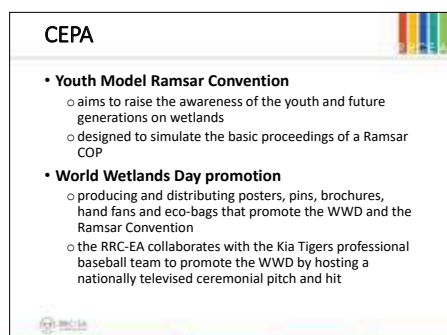 CEPA
RRCEA
• Youth Model Ramsar Convention
o aims to raise the awareness of the youth and future
generations on wetlands
o designed to simulate the basic proceedings of a Ramsar
COP
• World Wetlands Day promotion
o producing and distributing posters, pins, brochures,
hand fans and eco-bags that promote the WWD and the
Ramsar Convention
o the RRC-EA collaborates with the Kia Tigers professional
baseball team to promote the WWD by hosting a
nationally televised ceremonial pitch and hit